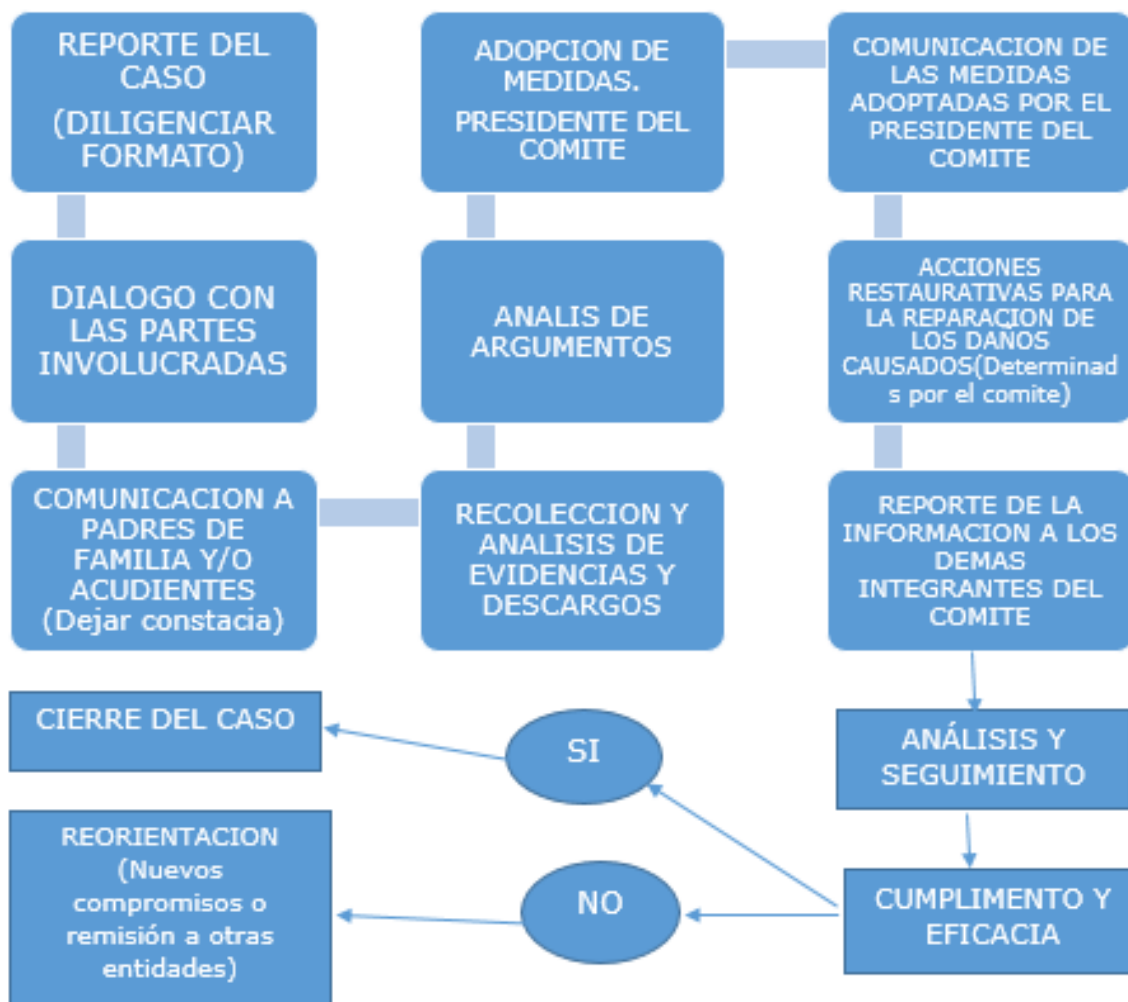 REPORTE DEL
CASO
(DILIGENCIAR
FORMATO)
DIALOGO CON
LAS PARTES
INVOLUCRADAS
COMUNICACION A
PADRES DE
FAMILIA Y/O
ACUDIENTES
(Dejar constacia)
RECOLECCION Y
ANALISIS DE
EVIDENCIAS Y
DESCARGOS
ANALIS DE
ARGUMENTOS
ADOPCION DE
MEDIDAS.
PRESIDENTE DEL
COMITE
COMUNICACION DE
LAS MEDIDAS
ADOPTADAS POR EL
PRESIDENTE DEL
COMITE
ACCIONES
RESTAURATIVAS PARA
LA REPARACION DE
LOS DAÑOS
CAUSADOS(Determinad
s por el comite)
REPORTE DE LA
INFORMACION A LOS
DEMAS
INTEGRANTES DEL
COMITE
ANÁLISIS Y
SEGUIMIENTO
CUMPLIMENTO Y
EFICACIA
SI
CIERRE DEL CASO
NO
REORIENTACION
(Nuevos
compromisos o
remisión a otras
entidades)